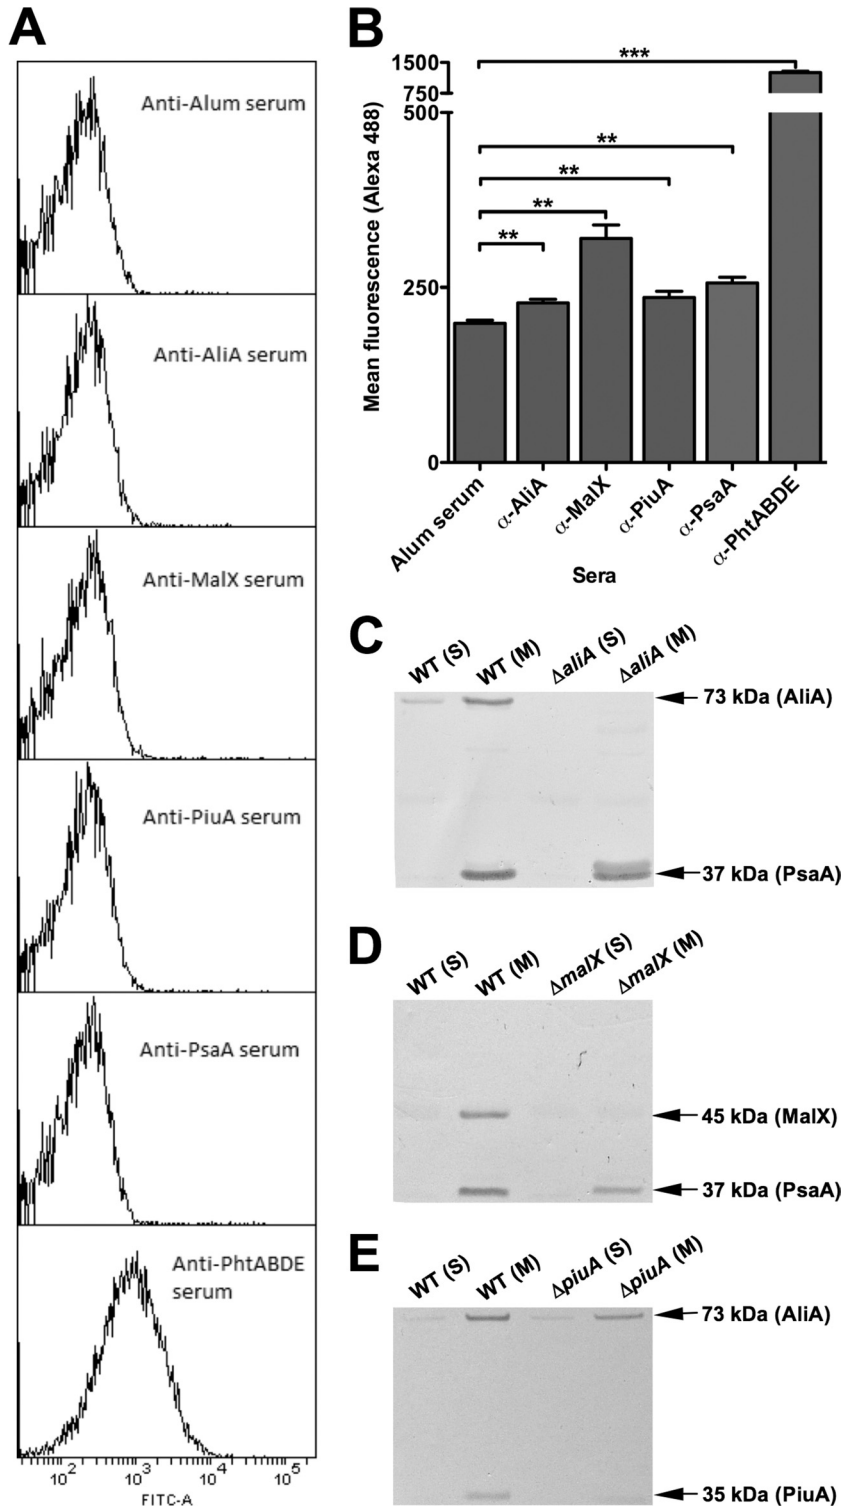 A
Anti-Alum serum
Anti-AliA serum
Anti-MalX serum
Anti-PiuA serum
Anti-PsaA serum
Anti-PhtABDE
serum
10² 10³ 10⁴ 10⁵
FITC-A
B
Mean fluorescence (Alexa 488)
1500
750
500
250
0
***
**
**
**
**
Alum serum
α-AliA
α-MalX
α-PiuA
α-PsaA
α-PhtABDE
Sera
C
WT (S) WT (M) ΔaliA (S) ΔaliA (M)
73 kDa (AliA)
37 kDa (PsaA)
D
WT (S) WT (M) ΔmalX (S) ΔmalX (M)
45 kDa (MalX)
37 kDa (PsaA)
E
WT (S) WT (M) ΔpiuA (S) ΔpiuA (M)
73 kDa (AliA)
35 kDa (PiuA)